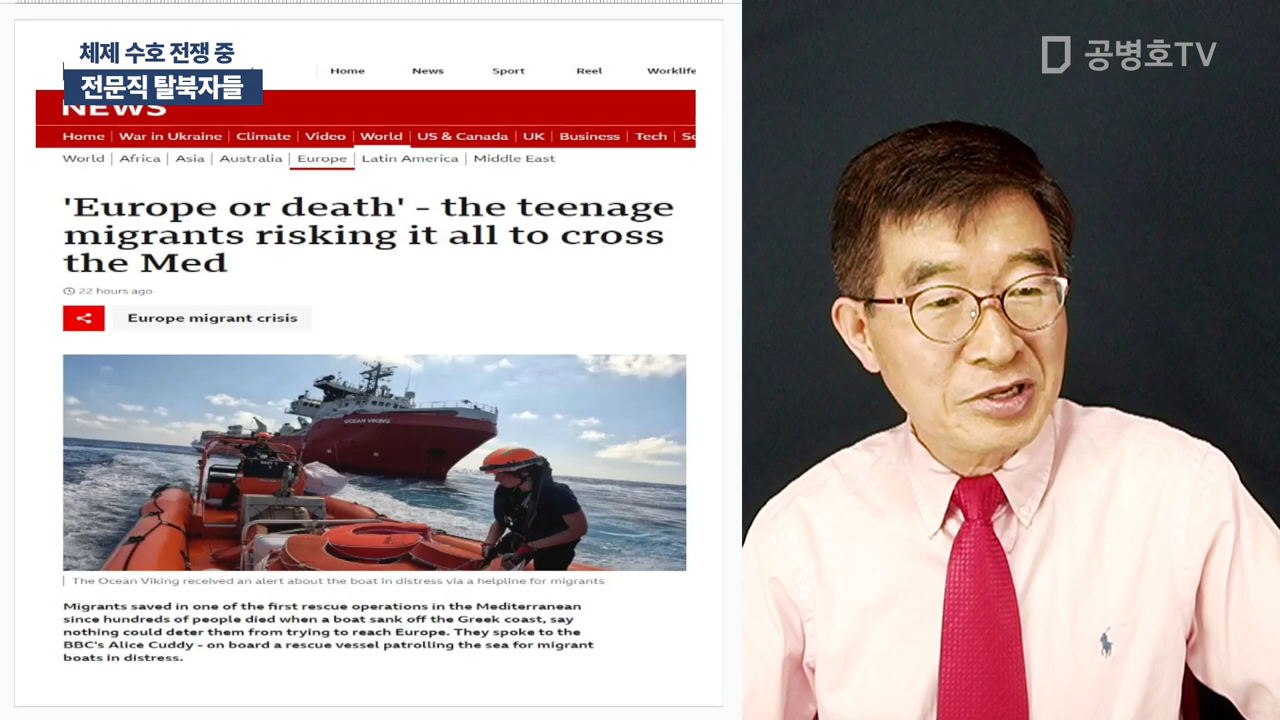 체제 수호 전쟁 중
전문직 탈북자들
공병호TV
Home News Sport Reel Worklife
NEWS
Home War in Ukraine Climate Video World US & Canada UK Business Tech
World Africa Asia Australia Europe Latin America Middle East
'Europe or death' - the teenage
migrants risking it all to cross
the Med
22 hours ago
Europe migrant crisis
OCEAN VIKING
The Ocean Viking received an alert about the boat in distress via a helpline for migrants
Migrants saved in one of the first rescue operations in the Mediterranean
since hundreds of people died when a boat sank off the Greek coast, say
nothing could deter them from trying to reach Europe. They spoke to the
BBC's Alice Cuddy - on board a rescue vessel patrolling the sea for migrant
boats in distress.